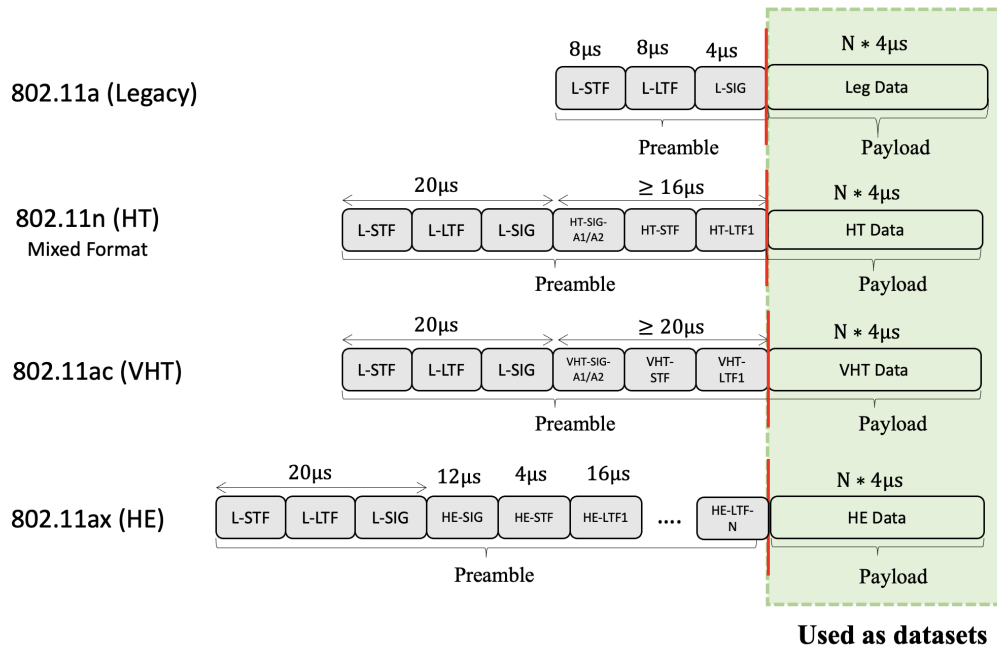 8μs 8μs 4μs N * 4μs
802.11a (Legacy) L-STF L-LTF L-SIG Leg Data
Preamble Payload
20μs ≥ 16μs N * 4μs
802.11n (HT)
Mixed Format
L-STF L-LTF L-SIG HT-SIG-
A1/A2 HT-STF HT-LTF1 HT Data
Preamble Payload
20μs ≥ 20μs N * 4μs
802.11ac (VHT) L-STF L-LTF L-SIG VHT-SIG-
A1/A2 VHT-
STF VHT-
LTF1 VHT Data
Preamble Payload
20μs 12μs 4μs 16μs N * 4μs
802.11ax (HE) L-STF L-LTF L-SIG HE-SIG HE-STF HE-LTF1 .... HE-LTF-
N HE Data
Preamble Payload
Used as datasets